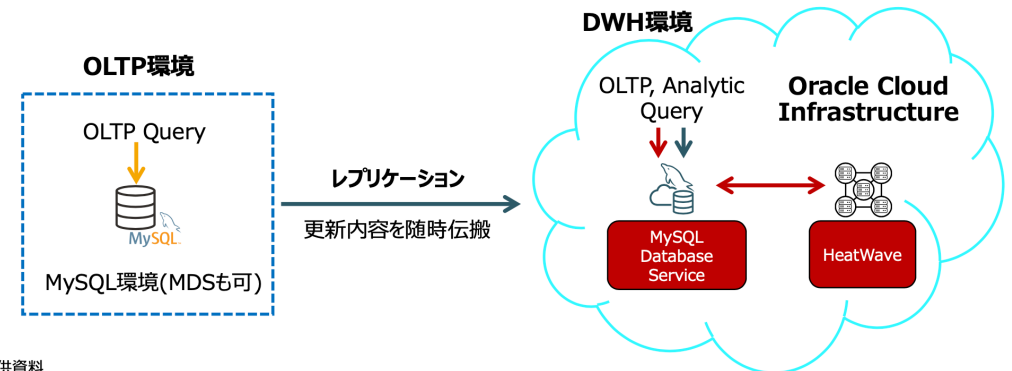 DWH環境
OLTP環境
OLTP Query
MySQL
MySQL環境(MDSも可)
レプリケーション
更新内容を随時伝搬
OLTP, Analytic
Query
Oracle Cloud
Infrastructure
MySQL
Database
Service
HeatWave
供資料